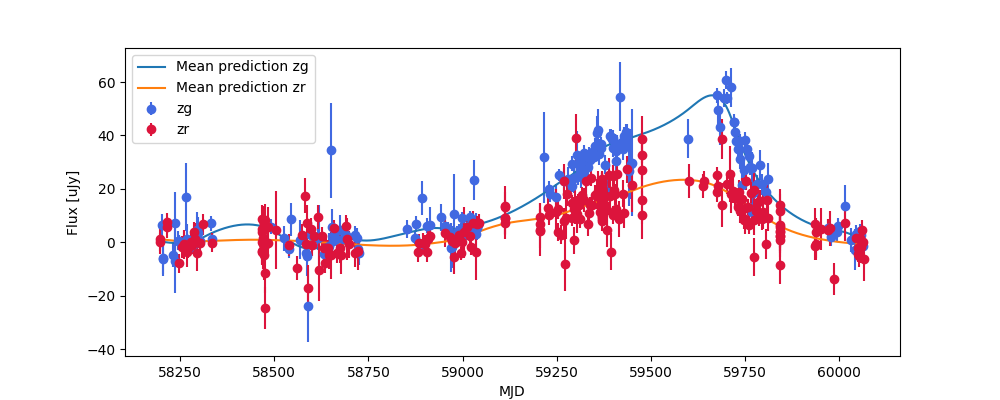 Mean prediction zg
Mean prediction zr
zg
zr
Flux [uJy]
60
40
20
0
−20
−40
58250
58500
58750
59000
59250
59500
59750
60000
MJD